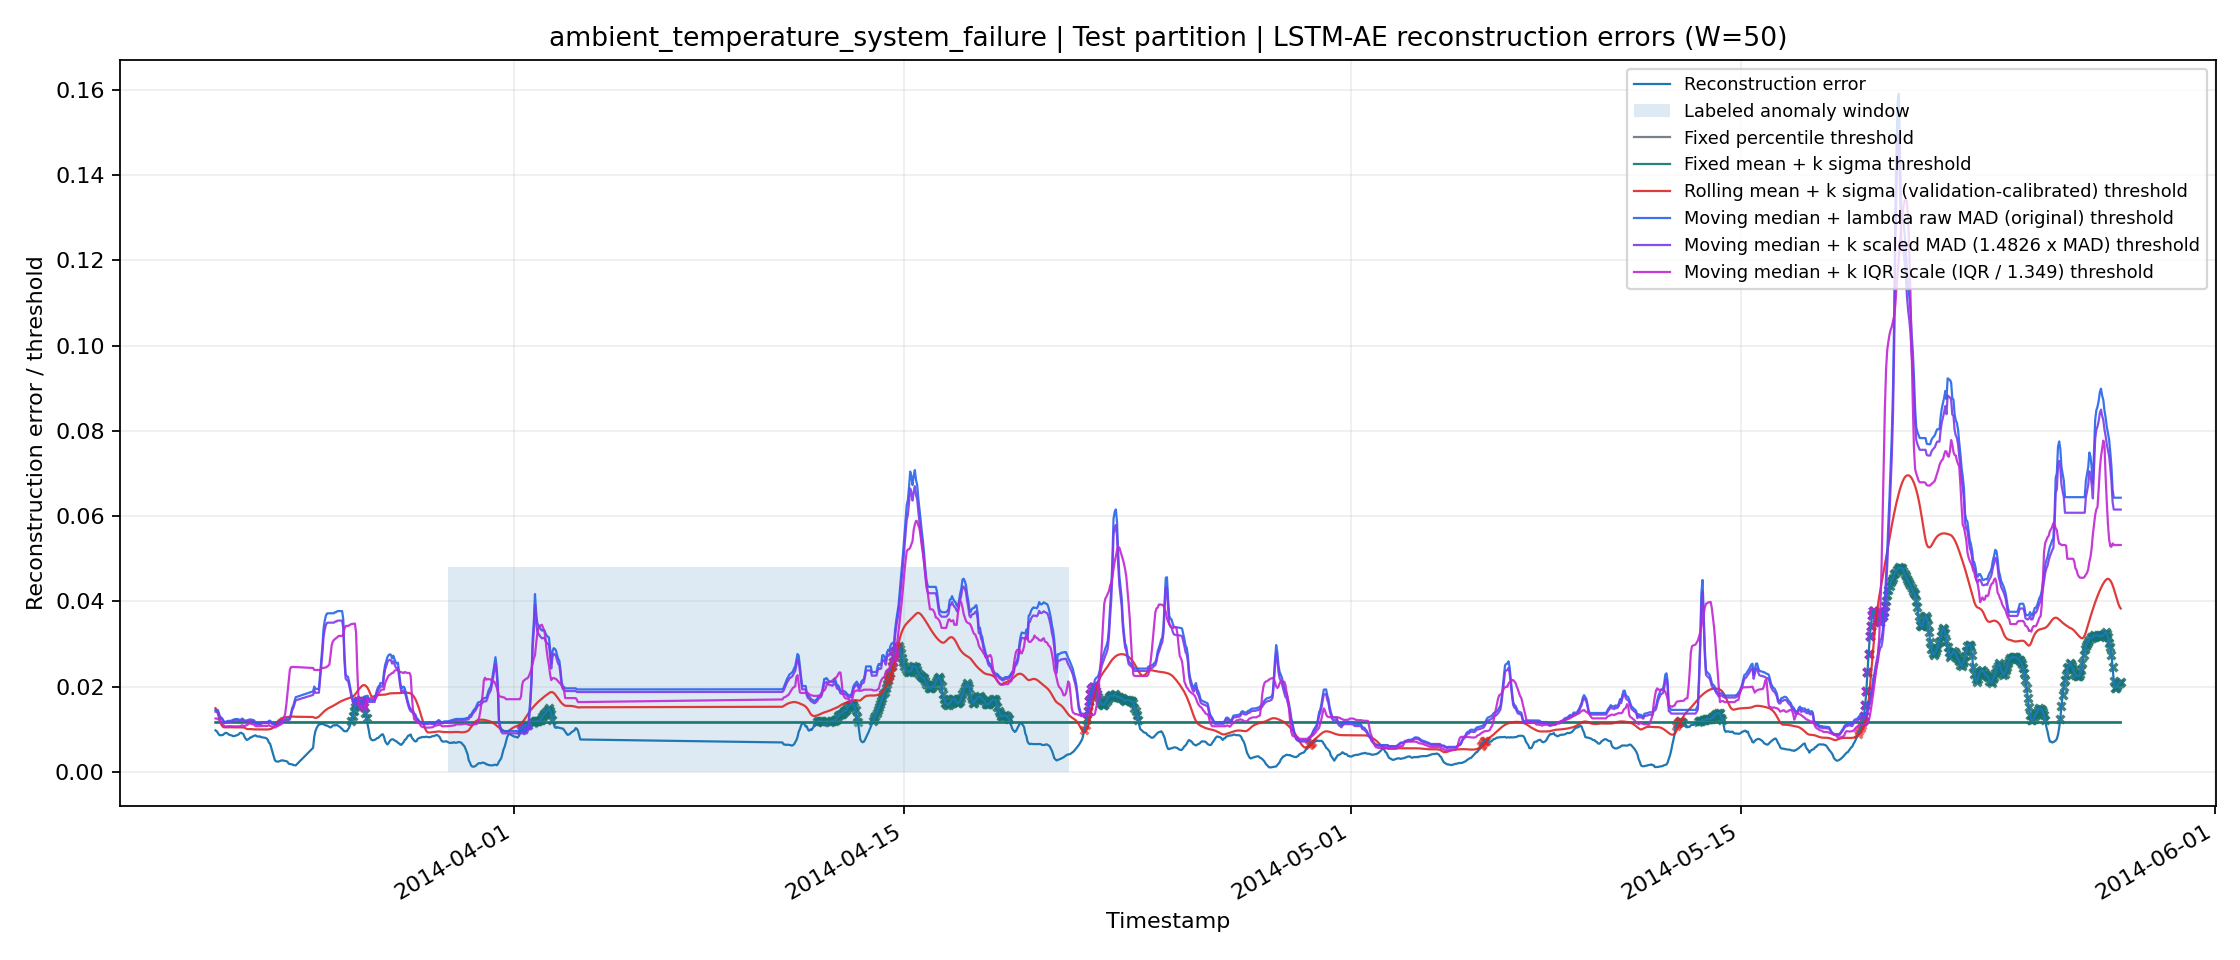 ambient_temperature_system_failure | Test partition | LSTM-AE reconstruction errors (W=50)
Reconstruction error / threshold
0.16
0.14
0.12
0.10
0.08
0.06
0.04
0.02
0.00
Reconstruction error
Labeled anomaly window
Fixed percentile threshold
Fixed mean + k sigma threshold
Rolling mean + k sigma (validation-calibrated) threshold
Moving median + lambda raw MAD (original) threshold
Moving median + k scaled MAD (1.4826 x MAD) threshold
Moving median + k IQR scale (IQR / 1.349) threshold
2014-04-01
2014-04-15
2014-05-01
2014-05-15
2014-06-01
Timestamp